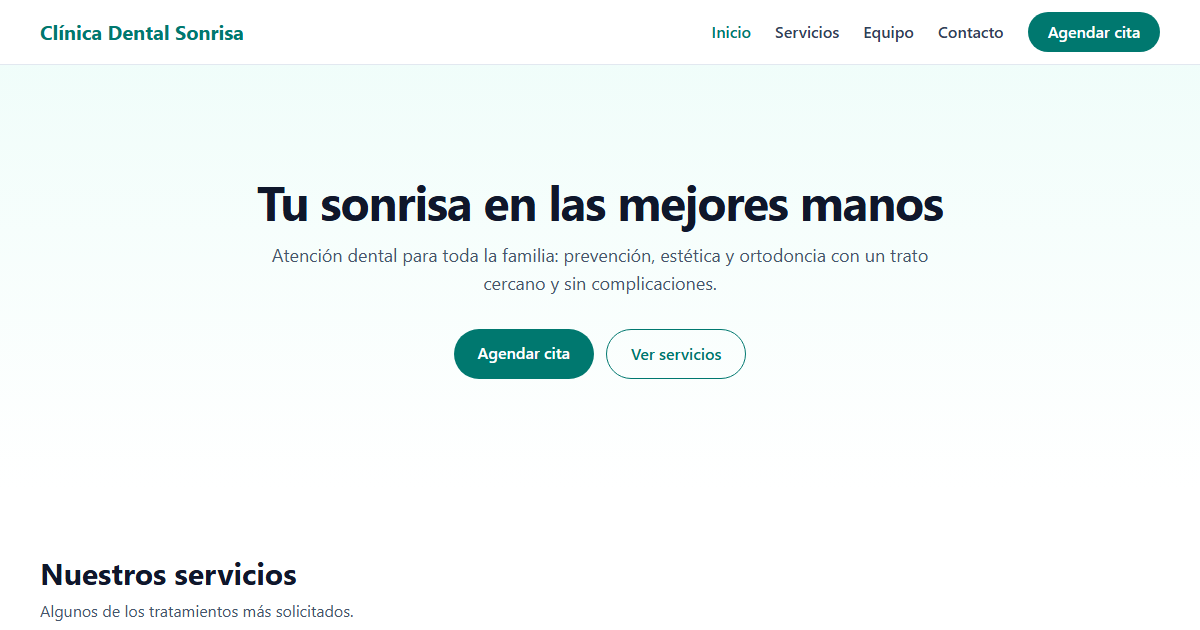 Clínica Dental Sonrisa
Inicio
Servicios
Equipo
Contacto
Agendar cita
Tu sonrisa en las mejores manos
Atención dental para toda la familia: prevención, estética y ortodoncia con un trato
cercano y sin complicaciones.
Agendar cita
Ver servicios
Nuestros servicios
Algunos de los tratamientos más solicitados.